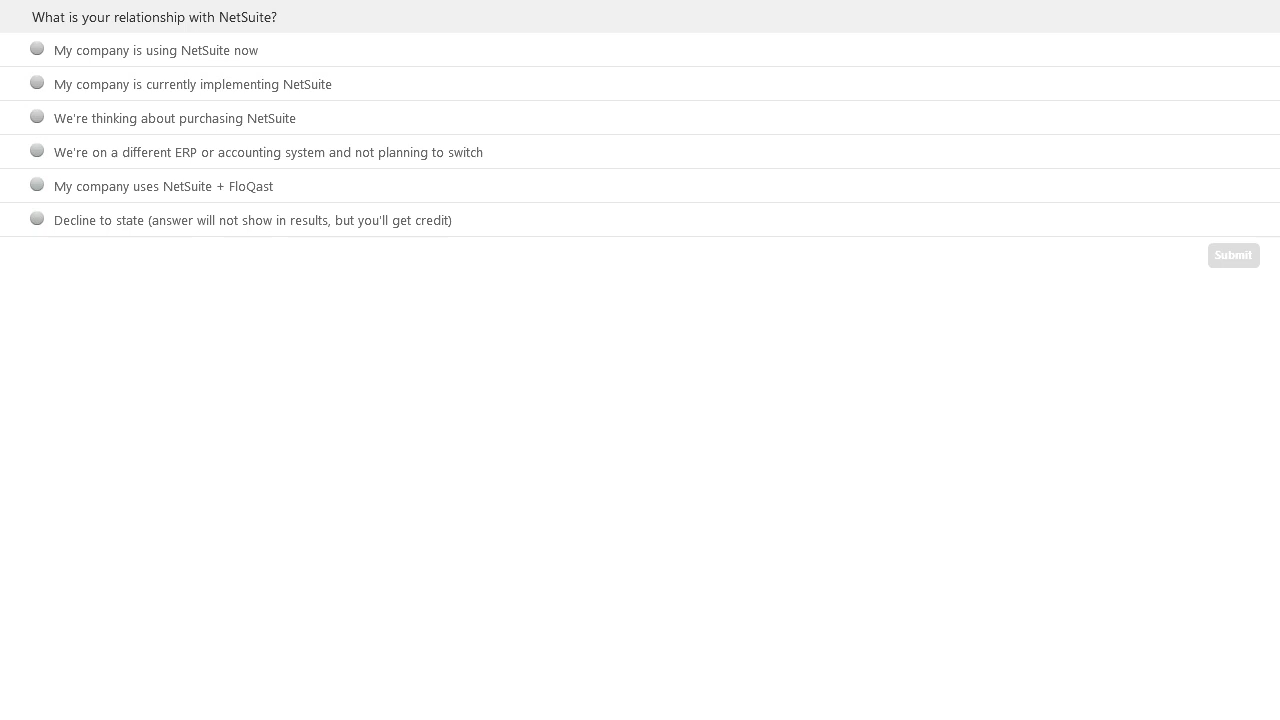 What is your relationship with NetSuite?
My company is using NetSuite now
My company is currently implementing NetSuite
We're thinking about purchasing NetSuite
We're on a different ERP or accounting system and not planning to switch
My company uses NetSuite + FloQast
Decline to state (answer will not show in results, but you'll get credit)
Submit